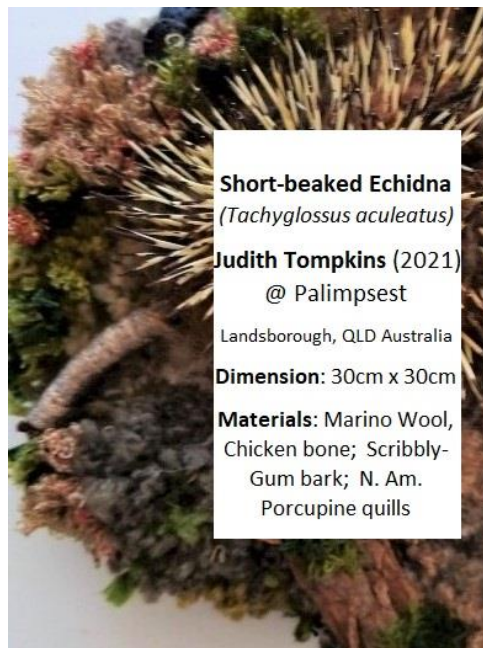 Short-beaked Echidna
(Tachyglossus aculeatus)
Judith Tompkins (2021)
@ Palimpsest
Landsborough, QLD Australia
Dimension: 30cm x 30cm
Materials: Marino Wool,
Chicken bone; Scribbly-
Gum bark; N. Am.
Porcupine quills